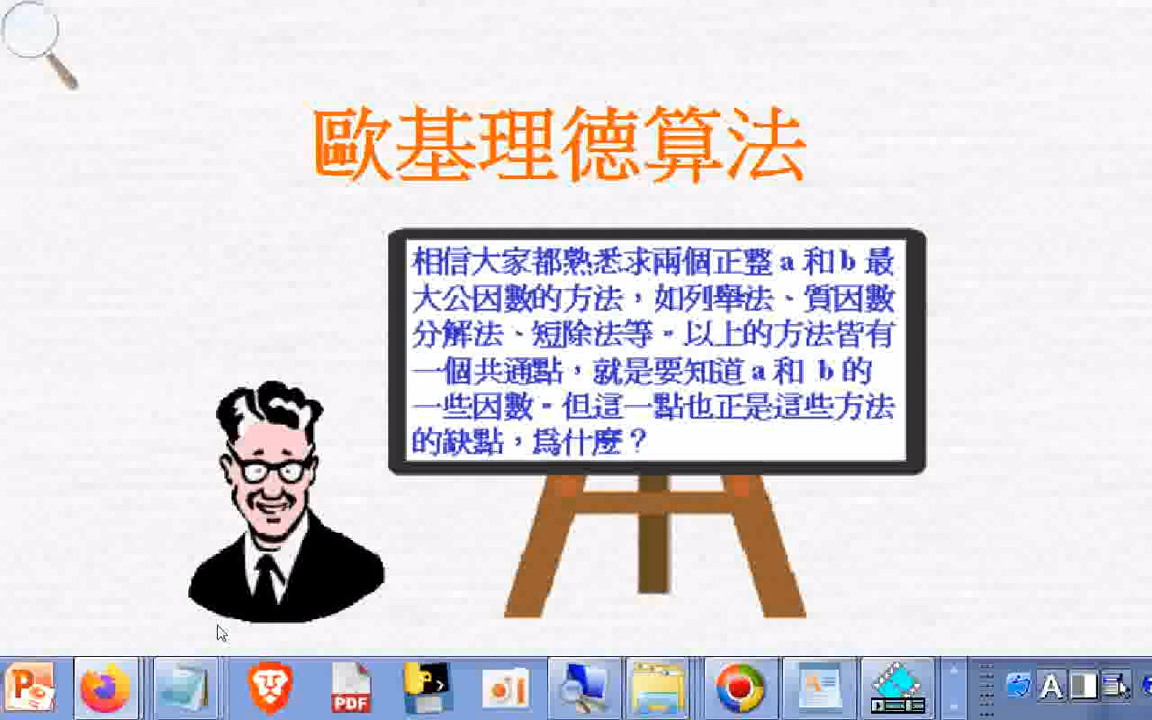 歐基理德算法
相信大家都熟悉求兩個正整 a 和 b 最
大公因數的方法，如列舉法、質因數
分解法、短除法等。以上的方法皆有
一個共通點，就是要知道 a 和 b 的
一些因數。但這一點也正是這些方法
的缺點，爲什麼？
PDF
A